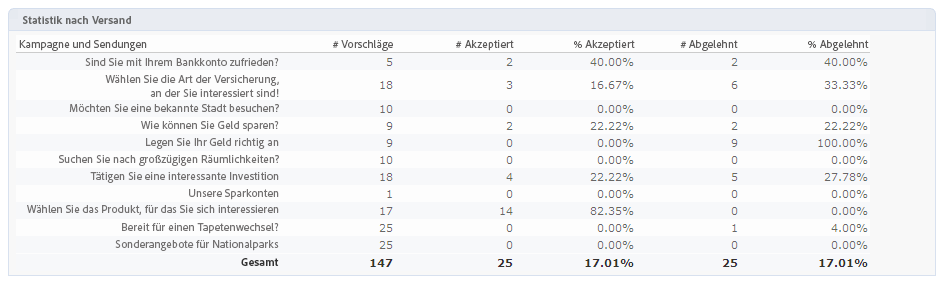 Statistik nach Versand
Kampagne und Sendungen # Vorschläge # Akzeptiert % Akzeptiert # Abgelehnt % Abgelehnt
Sind Sie mit Ihrem Bankkonto zufrieden? 5 2 40.00% 2 40.00%
Wählen Sie die Art der Versicherung,
an der Sie interessiert sind! 18 3 16.67% 6 33.33%
Möchten Sie eine bekannte Stadt besuchen? 10 0 0.00% 0 0.00%
Wie können Sie Geld sparen? 9 2 22.22% 2 22.22%
Legen Sie Ihr Geld richtig an 9 0 0.00% 9 100.00%
Suchen Sie nach großzügigen Räumlichkeiten? 10 0 0.00% 0 0.00%
Tätigen Sie eine interessante Investition 18 4 22.22% 5 27.78%
Unsere Sparkonten 1 0 0.00% 0 0.00%
Wählen Sie das Produkt, für das Sie sich interessieren 17 14 82.35% 0 0.00%
Bereit für einen Tapetenwechsel? 25 0 0.00% 1 4.00%
Sonderangebote für Nationalparks 25 0 0.00% 0 0.00%
Gesamt 147 25 17.01% 25 17.01%